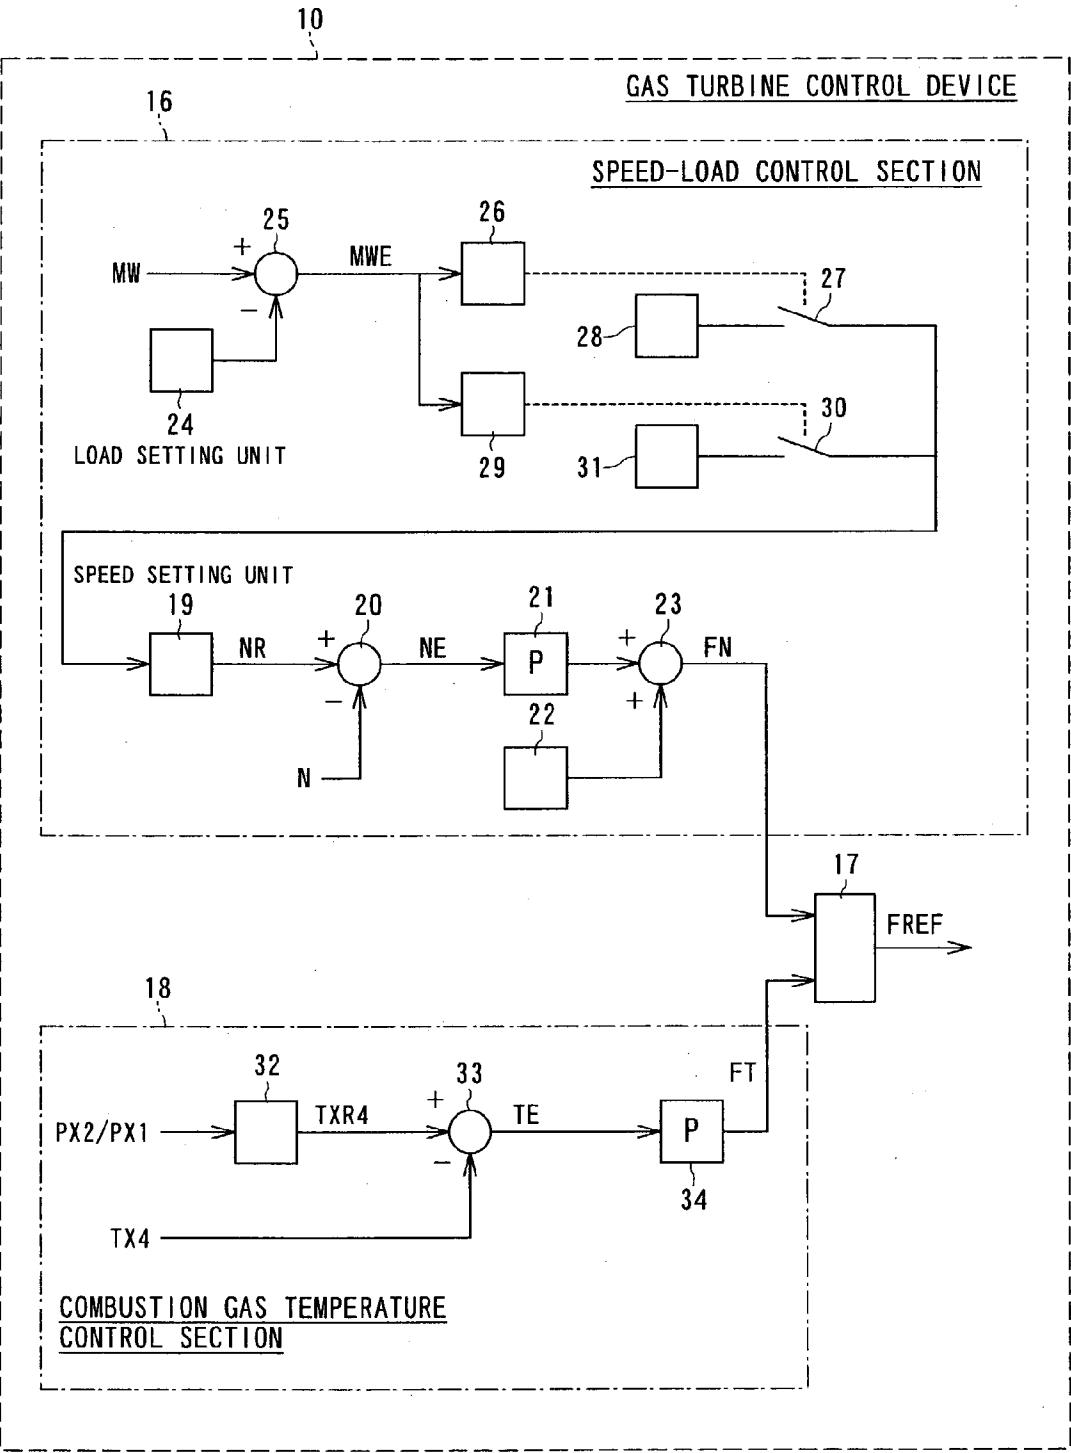 10
GAS TURBINE CONTROL DEVICE
16
SPEED-LOAD CONTROL SECTION
25
26
+
MWE
MW
27
−
28
24
30
LOAD SETTING UNIT
29
31
SPEED SETTING UNIT
19
20
21
23
+
+
NR
NE
P
FN
−
+
22
N
17
FREF
18
32
33
FT
+
TXR4
TE
PX2/PX1
P
−
34
TX4
COMBUSTION GAS TEMPERATURE
CONTROL SECTION